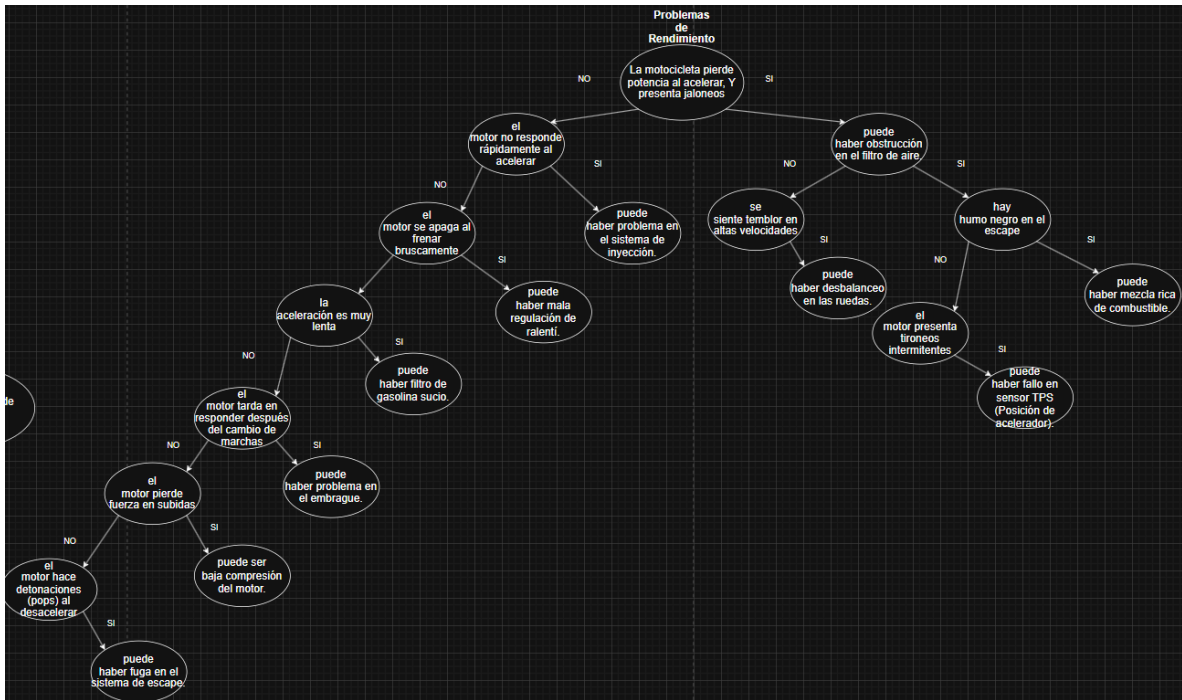 Problemas
de
Rendimiento
NO
La motocicleta pierde
potencia al acelerar, Y
presenta jaloneos
SI
el
motor no responde
rápidamente al
acelerar
puede
haber obstrucción
en el filtro de aire.
NO
SI
NO
SI
el
motor se apaga al
frenar
bruscamente
puede
haber problema en
el sistema de
inyección.
se
siente temblor en
altas velocidades
hay
humo negro en el
escape
NO
SI
SI
NO
SI
la
aceleración es muy
lenta
puede
haber mala
regulación de
ralentí.
puede
haber desbalanceo
en las ruedas.
puede
haber mezcla rica
de combustible.
el
motor presenta
tironeos
intermitentes
NO
SI
SI
puede
haber filtro de
gasolina sucio.
puede
haber fallo en
sensor TPS
(Posición de
acelerador).
de
el
motor tarda en
responder después
del cambio de
marchas
NO
SI
el
motor pierde
fuerza en subidas
puede
haber problema en
el embrague.
NO
SI
el
motor hace
detonaciones
(pops) al
desacelerar
puede ser
baja compresión
del motor.
SI
puede
haber fuga en el
sistema de escape.